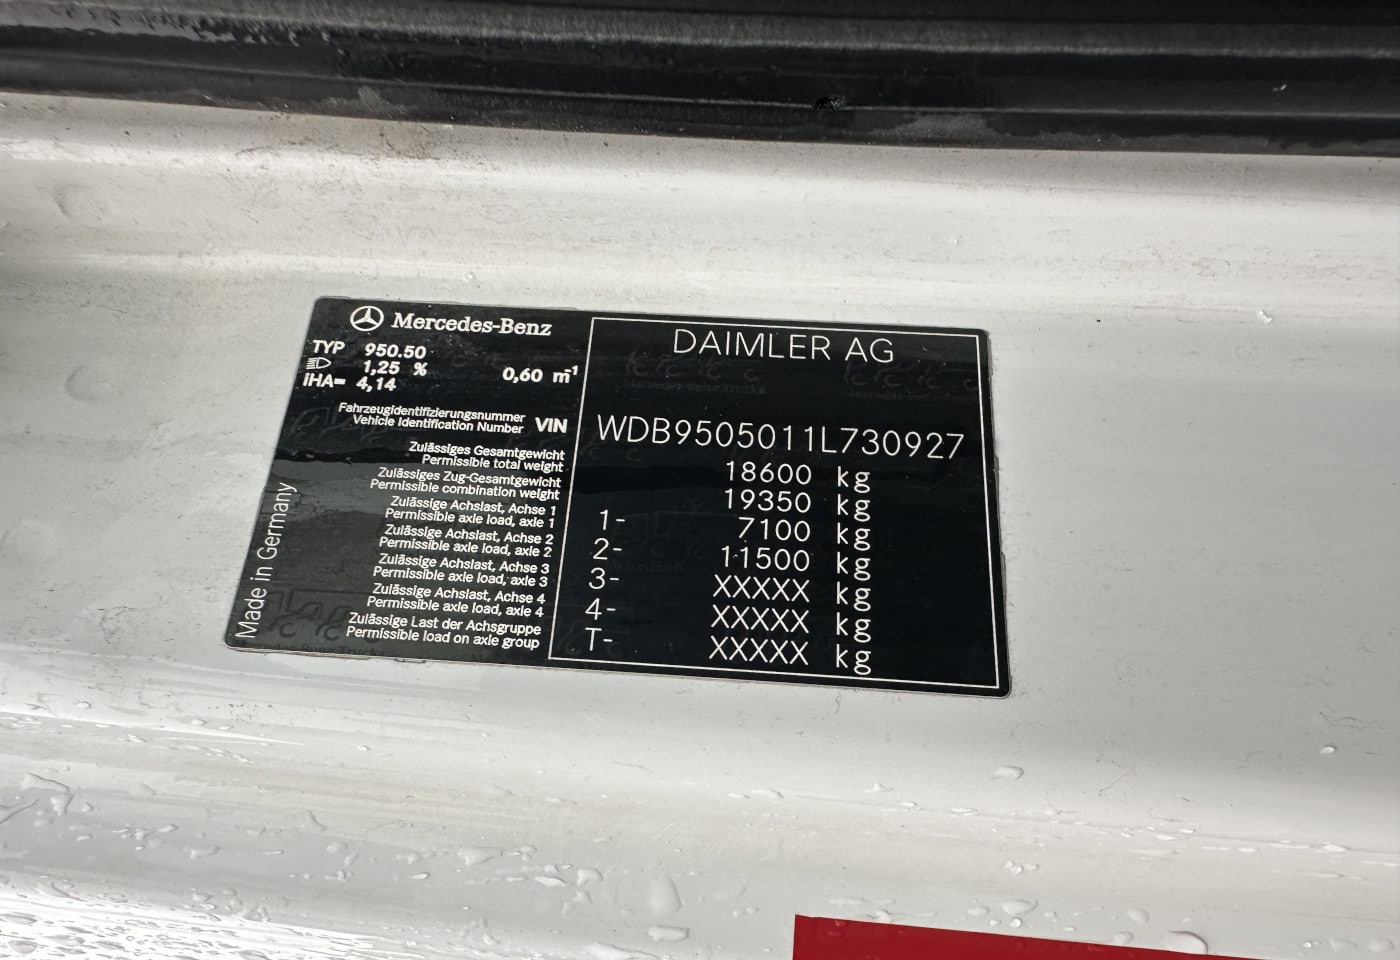 Mercedes-Benz
TYP 950.50
1,25 % 0,60 m⁻¹
iHA= 4,14
DAIMLER AG
Fahrzeugidentifizierungsnummer
Vehicle Identification Number VIN WDB9505011L730927
Zulässiges Gesamtgewicht
Permissible total weight 18600 kg
Zulässiges Zug-Gesamtgewicht
Permissible combination weight 19350 kg
Zulässige Achslast, Achse 1
Permissible axle load, axle 1 1- 7100 kg
Zulässige Achslast, Achse 2
Permissible axle load, axle 2 2- 11500 kg
Zulässige Achslast, Achse 3
Permissible axle load, axle 3 3- XXXXX kg
Zulässige Achslast, Achse 4
Permissible axle load, axle 4 4- XXXXX kg
Zulässige Last der Achsgruppe
Permissible load on axle group T- XXXXX kg
Made in Germany